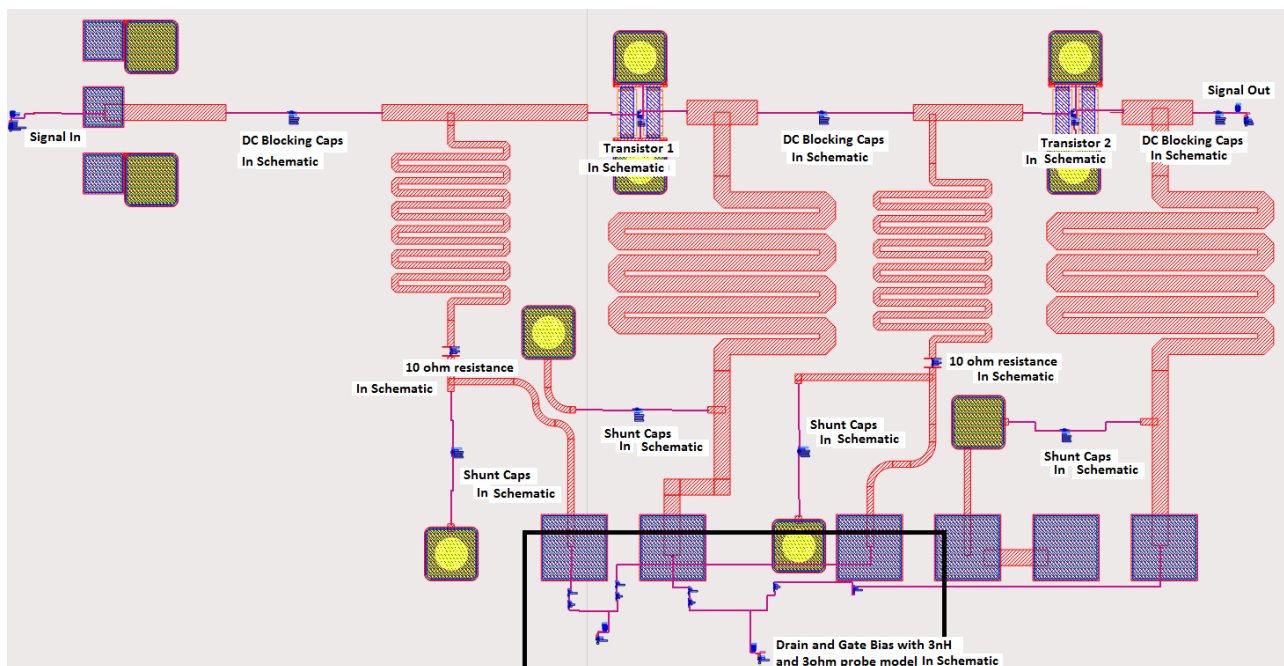 Signal In
DC Blocking Caps
In Schematic
Transistor 1
In Schematic
DC Blocking Caps
In Schematic
Transistor 2
In Schematic
Signal Out
DC Blocking Caps
In Schematic
10 ohm resistance
In Schematic
10 ohm resistance
In Schematic
Shunt Caps
In Schematic
Shunt Caps
In Schematic
Shunt Caps
In Schematic
Shunt Caps
In Schematic
Drain and Gate Bias with 3nH
and 3ohm probe model In Schematic